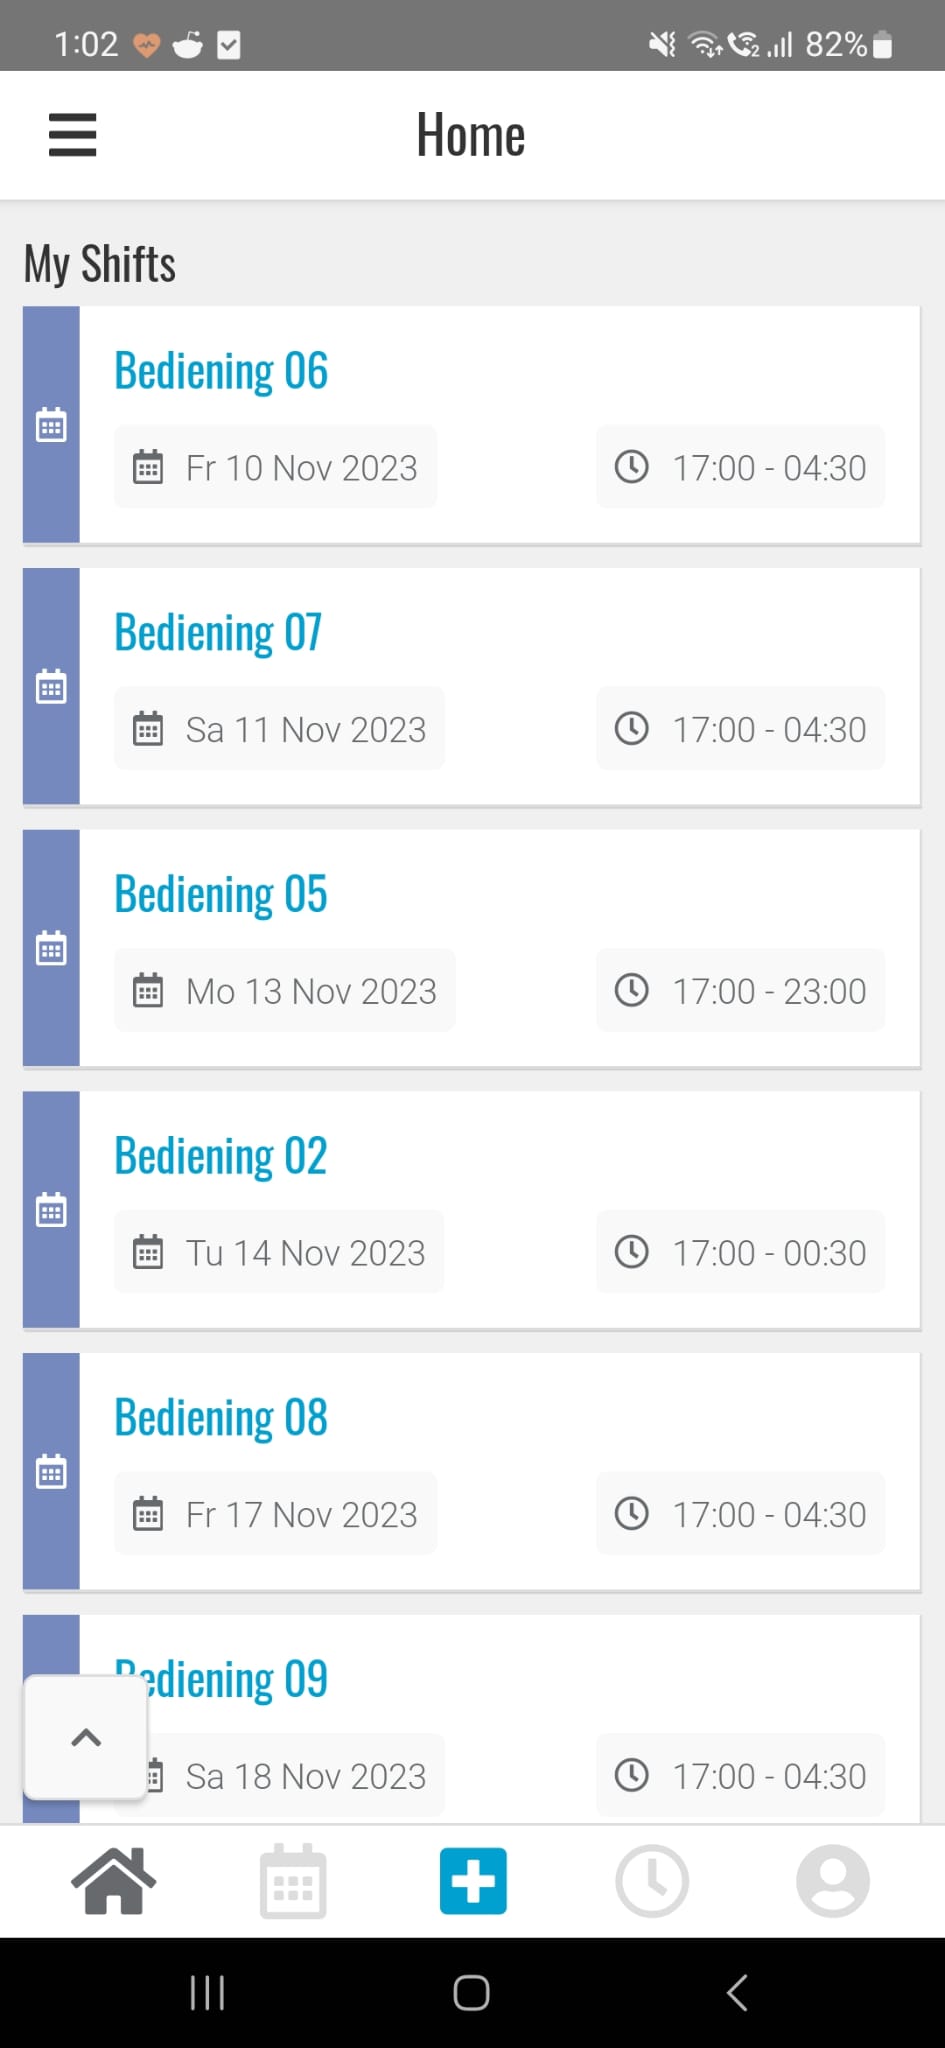 1:02
82%
Home
My Shifts
Bediening 06
Fr 10 Nov 2023
17:00 - 04:30
Bediening 07
Sa 11 Nov 2023
17:00 - 04:30
Bediening 05
Mo 13 Nov 2023
17:00 - 23:00
Bediening 02
Tu 14 Nov 2023
17:00 - 00:30
Bediening 08
Fr 17 Nov 2023
17:00 - 04:30
Bediening 09
Sa 18 Nov 2023
17:00 - 04:30